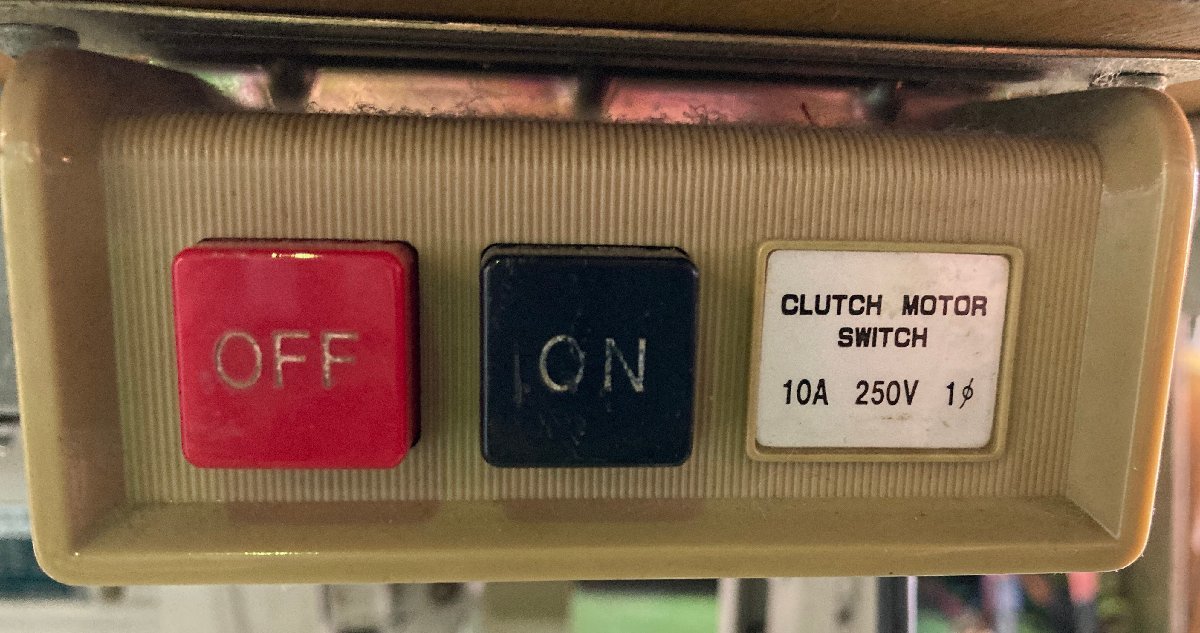 OFF
ON
CLUTCH MOTOR
SWITCH
10A 250V 1φ